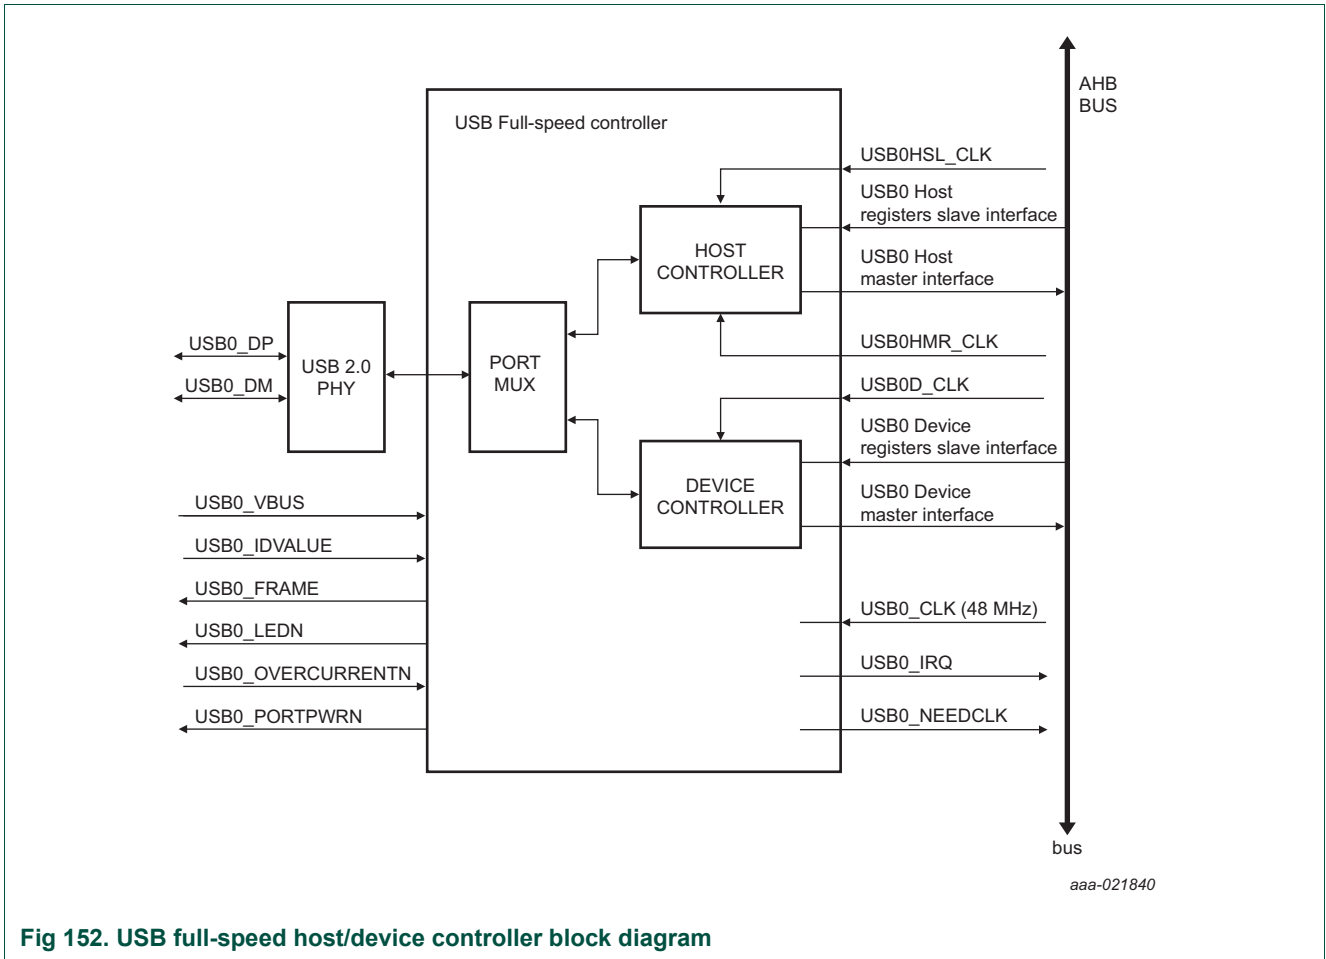 AHB
BUS
USB Full-speed controller
USB0HSL_CLK
USB0 Host
registers slave interface
HOST
CONTROLLER
USB0 Host
master interface
USB0_DP
USB0_DM
USB 2.0
PHY
PORT
MUX
USB0HMR_CLK
USB0D_CLK
USB0 Device
registers slave interface
DEVICE
CONTROLLER
USB0 Device
master interface
USB0_VBUS
USB0_IDVALUE
USB0_FRAME
USB0_LEDN
USB0_OVERCURRENTN
USB0_PORTPWRN
USB0_CLK (48 MHz)
USB0_IRQ
USB0_NEEDCLK
bus
aaa-021840
Fig 152. USB full-speed host/device controller block diagram